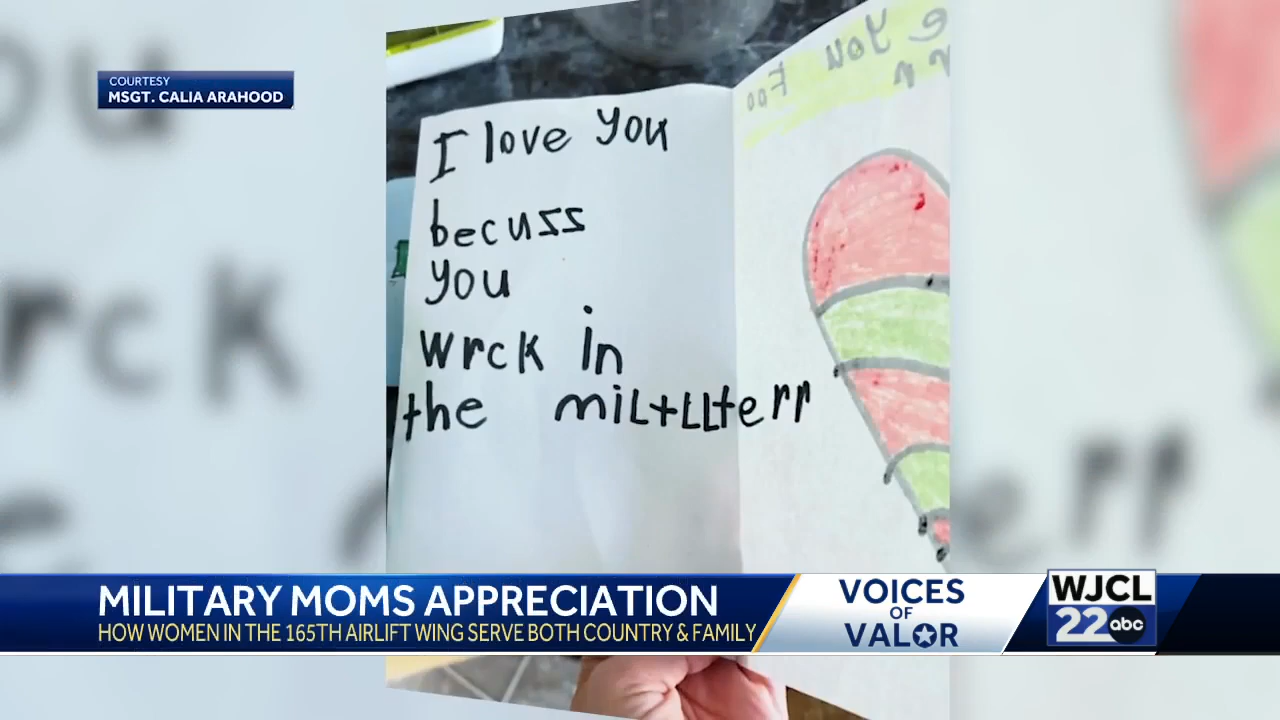 COURTESY
MSGT. CALIA ARAHOOD
I love you
becuss
you
wrck in
the miltLLterr
MILITARY MOMS APPRECIATION
HOW WOMEN IN THE 165TH AIRLIFT WING SERVE BOTH COUNTRY & FAMILY
VOICES
OF
VALOR
WJCL
22 abc